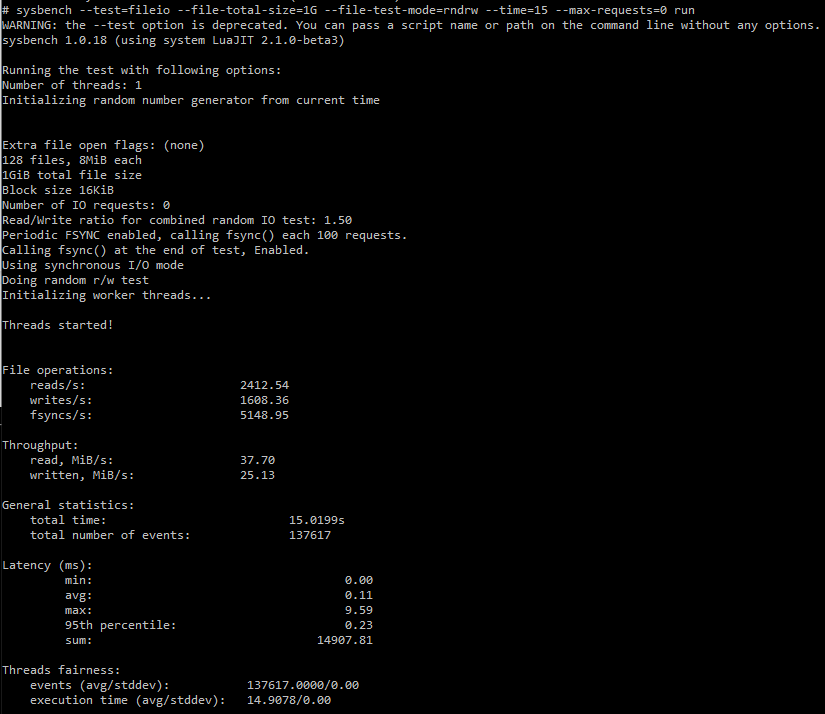 # sysbench --test=fileio --file-total-size=1G --file-test-mode=rndrw --time=15 --max-requests=0 run
WARNING: the --test option is deprecated. You can pass a script name or path on the command line without any options.
sysbench 1.0.18 (using system LuaJIT 2.1.0-beta3)
Running the test with following options:
Number of threads: 1
Initializing random number generator from current time
Extra file open flags: (none)
128 files, 8MiB each
1GiB total file size
Block size 16KiB
Number of IO requests: 0
Read/Write ratio for combined random IO test: 1.50
Periodic FSYNC enabled, calling fsync() each 100 requests.
Calling fsync() at the end of test, Enabled.
Using synchronous I/O mode
Doing random r/w test
Initializing worker threads...
Threads started!
File operations:
reads/s: 2412.54
writes/s: 1608.36
fsyncs/s: 5148.95
Throughput:
read, MiB/s: 37.70
written, MiB/s: 25.13
General statistics:
total time: 15.0199s
total number of events: 137617
Latency (ms):
min: 0.00
avg: 0.11
max: 9.59
95th percentile: 0.23
sum: 14907.81
Threads fairness:
events (avg/stddev): 137617.0000/0.00
execution time (avg/stddev): 14.9078/0.00